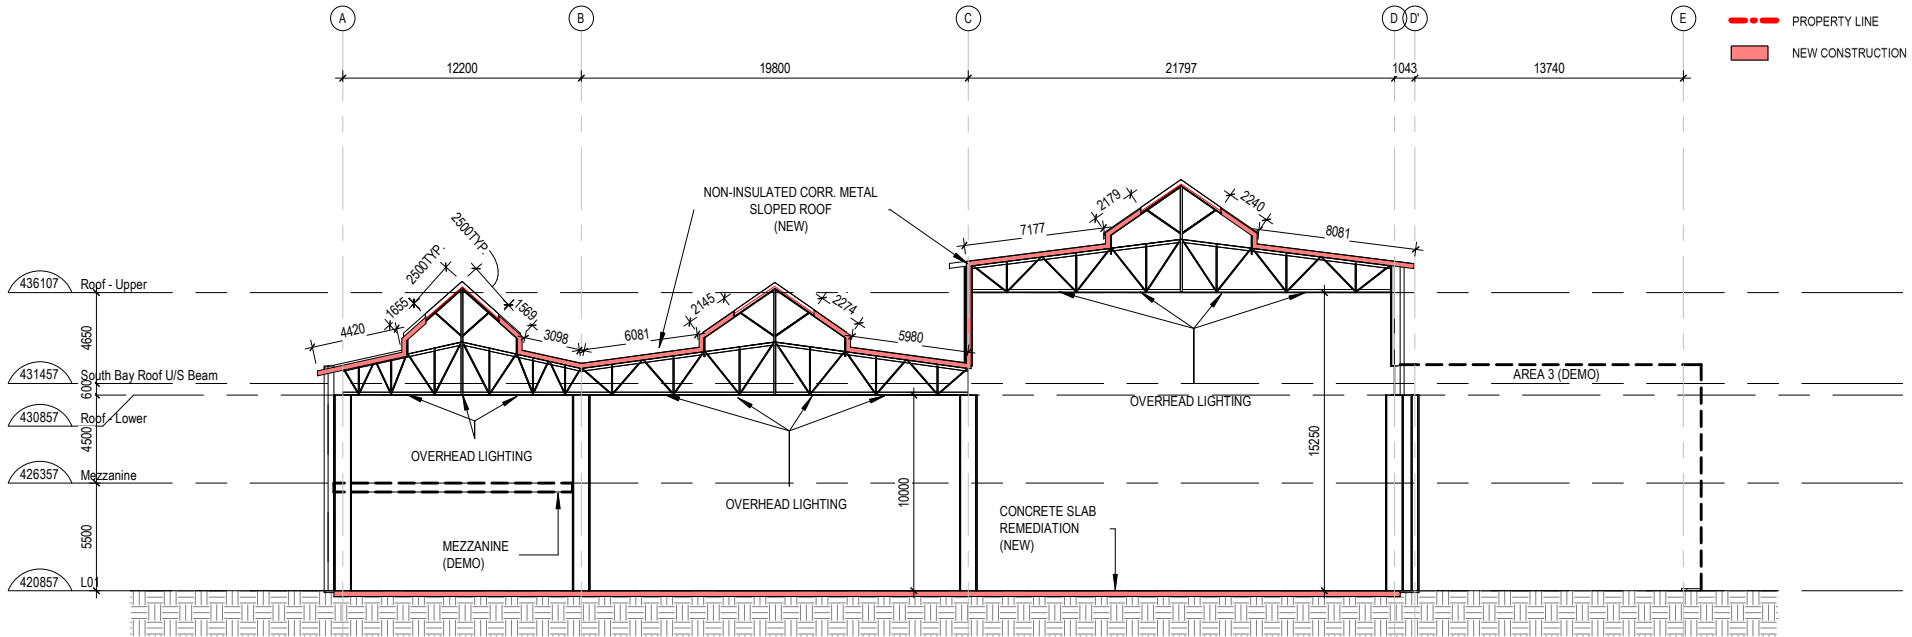 A
B
C
D
D'
E
PROPERTY LINE
NEW CONSTRUCTION
12200
19800
21797
1043
13740
NON-INSULATED CORR. METAL
SLOPED ROOF
(NEW)
2179
2240
7177
8081
2500TYP.
2500TYP.
1655
1569
4420
3098
2145
2274
6081
5980
436107 Roof - Upper
4650
431457 South Bay Roof U/S Beam
600
430857 Roof - Lower
4500
426357 Mezzanine
5500
420857 L01
AREA 3 (DEMO)
OVERHEAD LIGHTING
OVERHEAD LIGHTING
OVERHEAD LIGHTING
15250
10000
MEZZANINE
(DEMO)
CONCRETE SLAB
REMEDIATION
(NEW)